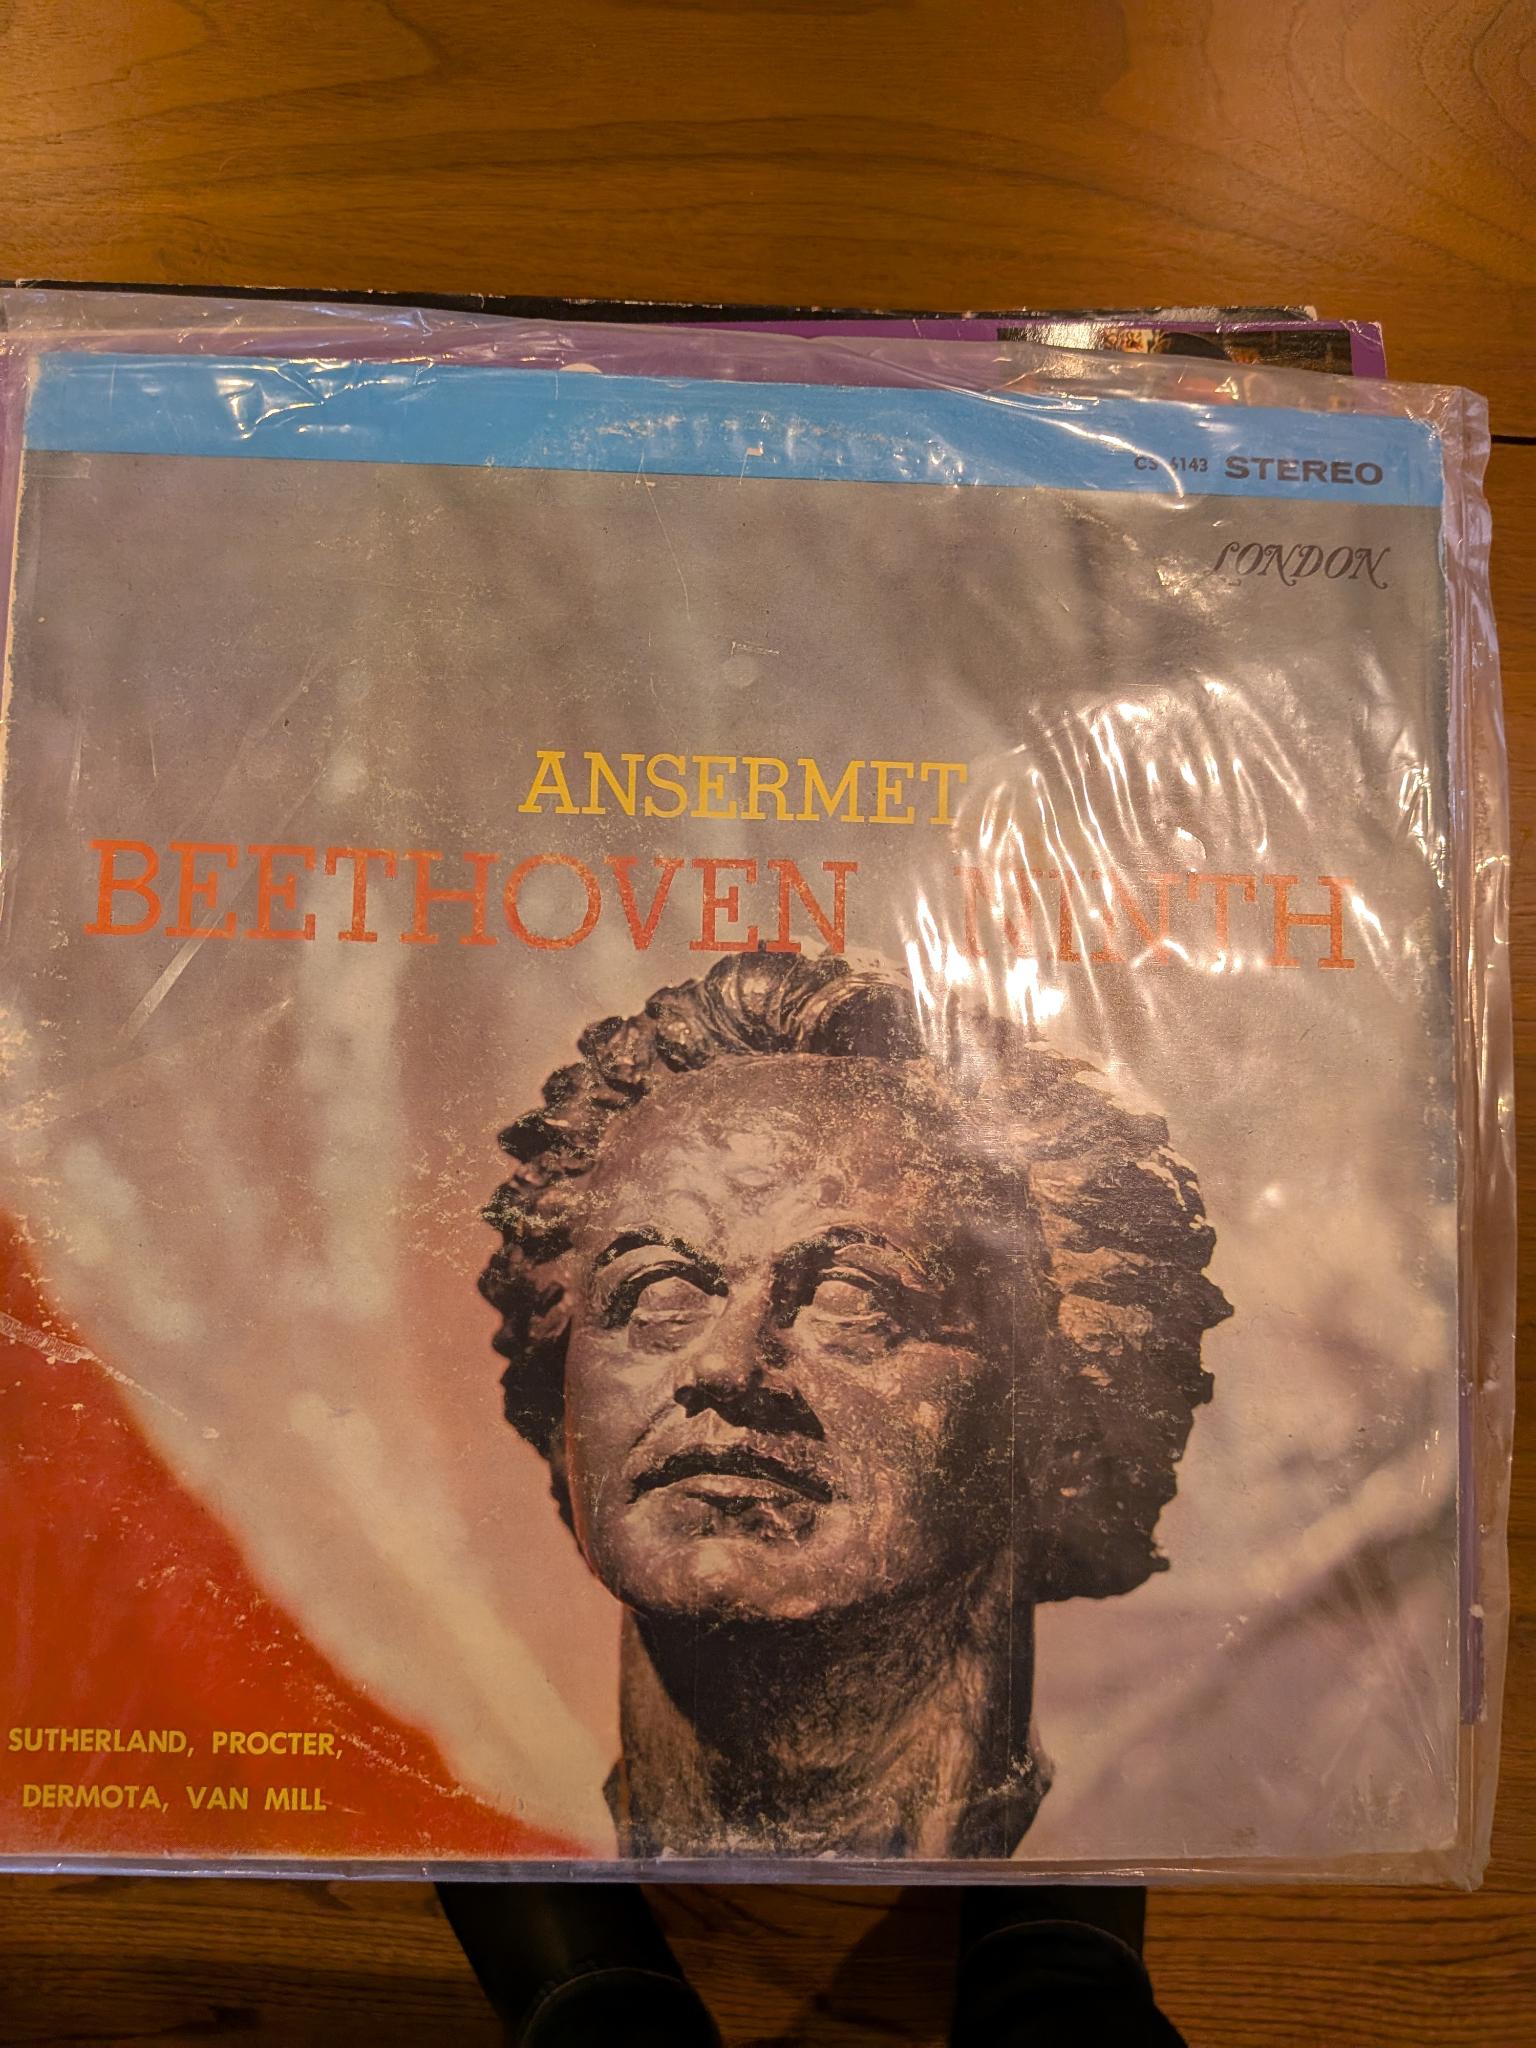 CS 6143 STEREO
LONDON
ANSERMET
BEETHOVEN NINTH
SUTHERLAND, PROCTER,
DERMOTA, VAN MILL